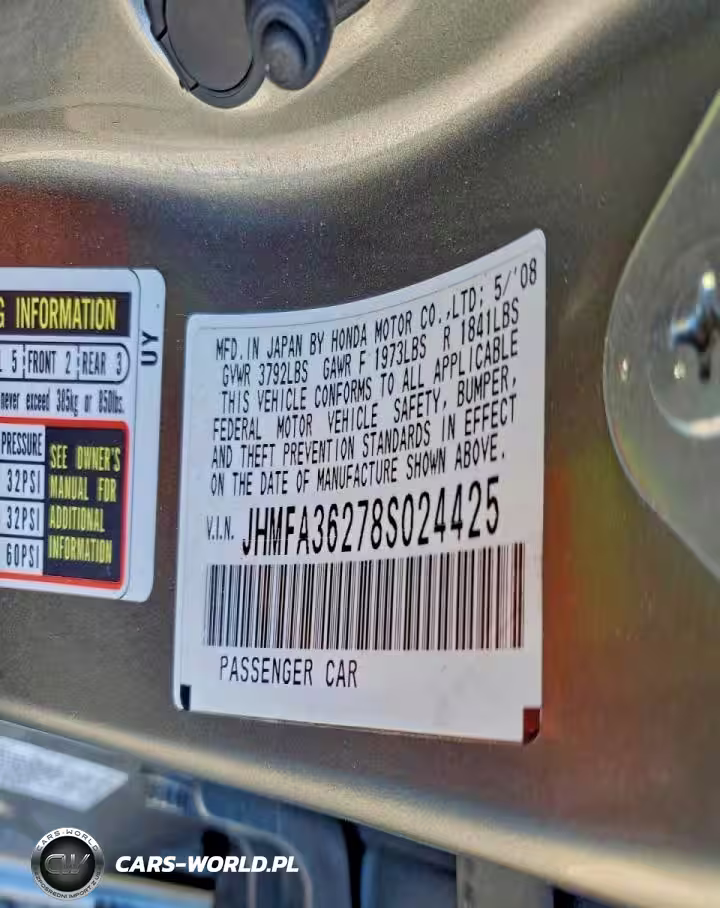 G INFORMATION
L 5 FRONT 2 REAR 3
never exceed 385kg or 850lbs.
PRESSURE
32PSI
32PSI
60PSI
SEE OWNER'S
MANUAL FOR
ADDITIONAL
INFORMATION
UY
MFD. IN JAPAN BY HONDA MOTOR CO.,LTD; 5/'08
GVWR 3792LBS GAWR F 1973LBS R 1841LBS
THIS VEHICLE CONFORMS TO ALL APPLICABLE
FEDERAL MOTOR VEHICLE SAFETY, BUMPER,
AND THEFT PREVENTION STANDARDS IN EFFECT
ON THE DATE OF MANUFACTURE SHOWN ABOVE.
V.I.N. JHMFA36278S024425
PASSENGER CAR
CARS-WORLD
CW
CARS-WORLD.PL